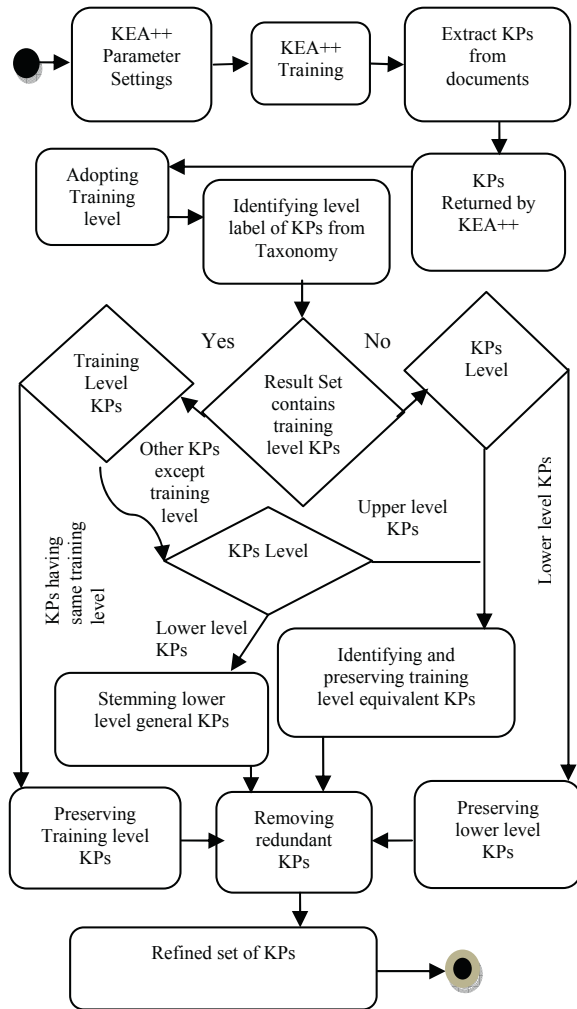 KEA++
Parameter
Settings
KEA++
Training
Extract KPs
from
documents
Adopting
Training
level
Identifying level
label of KPs from
Taxonomy
KPs
Returned by
KEA++
Yes
No
Training
Level
KPs
Result Set
contains
training
level KPs
KPs
Level
Other KPs
except
training
level
Upper level
KPs
Lower level KPs
KPs having
same training
level
KPs Level
Lower level
KPs
Stemming lower
level general KPs
Identifying and
preserving training
level equivalent KPs
Preserving
Training level
KPs
Removing
redundant
KPs
Preserving
lower level
KPs
Refined set of KPs